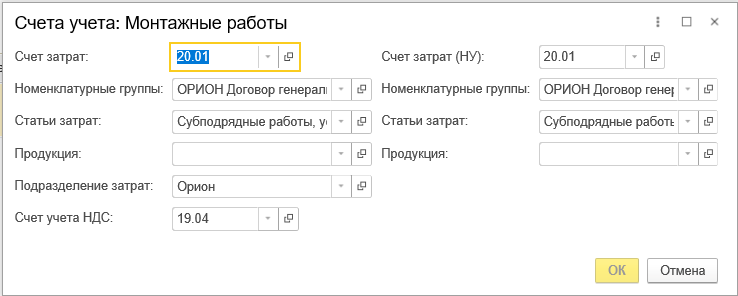 Счета учета: Монтажные работы
Счет затрат: 20.01 Счет затрат (НУ): 20.01
Номенклатурные группы: ОРИОН Договор генерал Номенклатурные группы: ОРИОН Договор генер
Статьи затрат: Субподрядные работы, ус Статьи затрат: Субподрядные работы
Продукция: Продукция:
Подразделение затрат: Орион
Счет учета НДС: 19.04
ОК Отмена